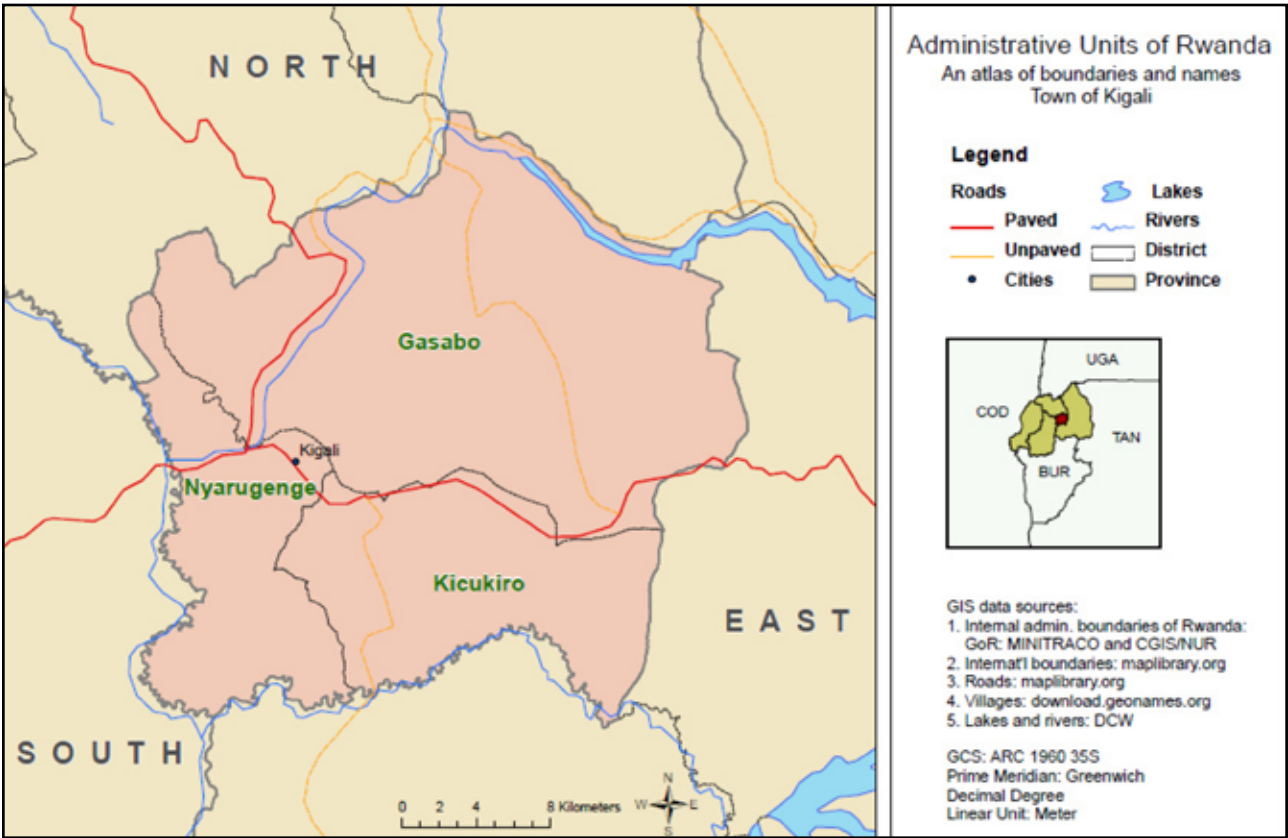 NORTH
Gasabo
Kigali
Nyarugenge
Kicukiro
EAST
SOUTH
0 2 4 8 Kilometers
N
W E
S
Administrative Units of Rwanda
An atlas of boundaries and names
Town of Kigali
Legend
Roads
Paved
Unpaved
Cities
Lakes
Rivers
District
Province
UGA
COD
TAN
BUR
GIS data sources:
1. Internal admin. boundaries of Rwanda:
GoR: MINITRACO and CGIS/NUR
2. Internat'l boundaries: maplibrary.org
3. Roads: maplibrary.org
4. Villages: download.geonames.org
5. Lakes and rivers: DCW
GCS: ARC 1960 35S
Prime Meridian: Greenwich
Decimal Degree
Linear Unit: Meter